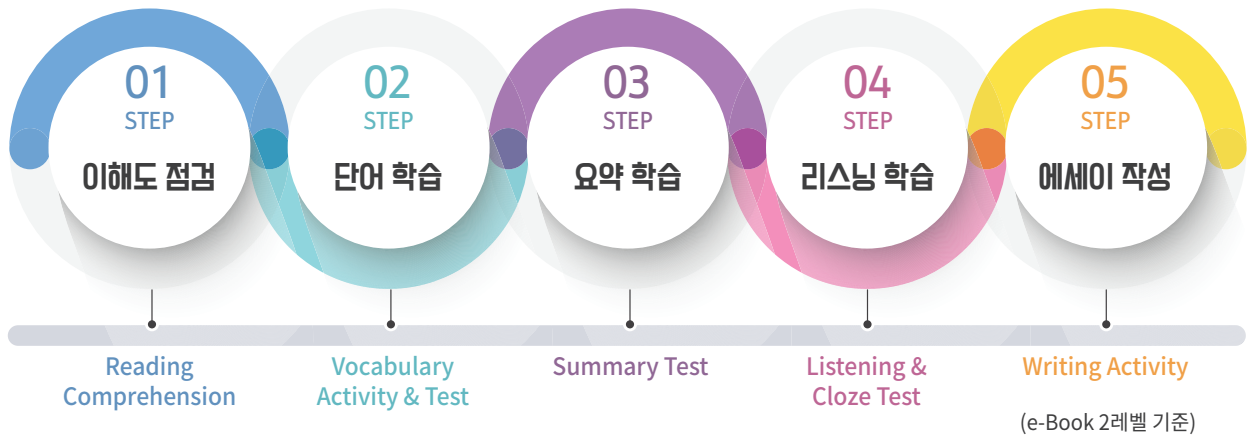 01
STEP
이해도 점검
02
STEP
단어 학습
03
STEP
요약 학습
04
STEP
리스닝 학습
05
STEP
에세이 작성
Reading
Comprehension
Vocabulary
Activity & Test
Summary Test
Listening &
Cloze Test
Writing Activity
(e-Book 2레벨 기준)